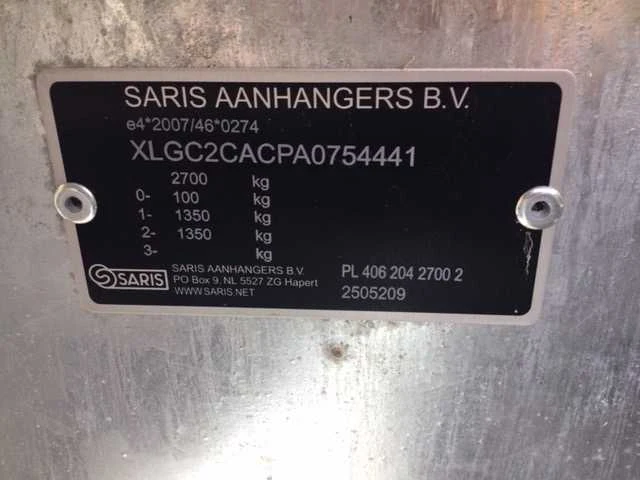 SARIS AANHANGERS B.V.
e4*2007/46*0274
XLGC2CACPA0754441
2700 kg
0- 100 kg
1- 1350 kg
2- 1350 kg
3- kg
SARIS
SARIS AANHANGERS B.V.
PO Box 9, NL 5527 ZG Hapert
WWW.SARIS.NET
PL 406 204 2700 2
2505209